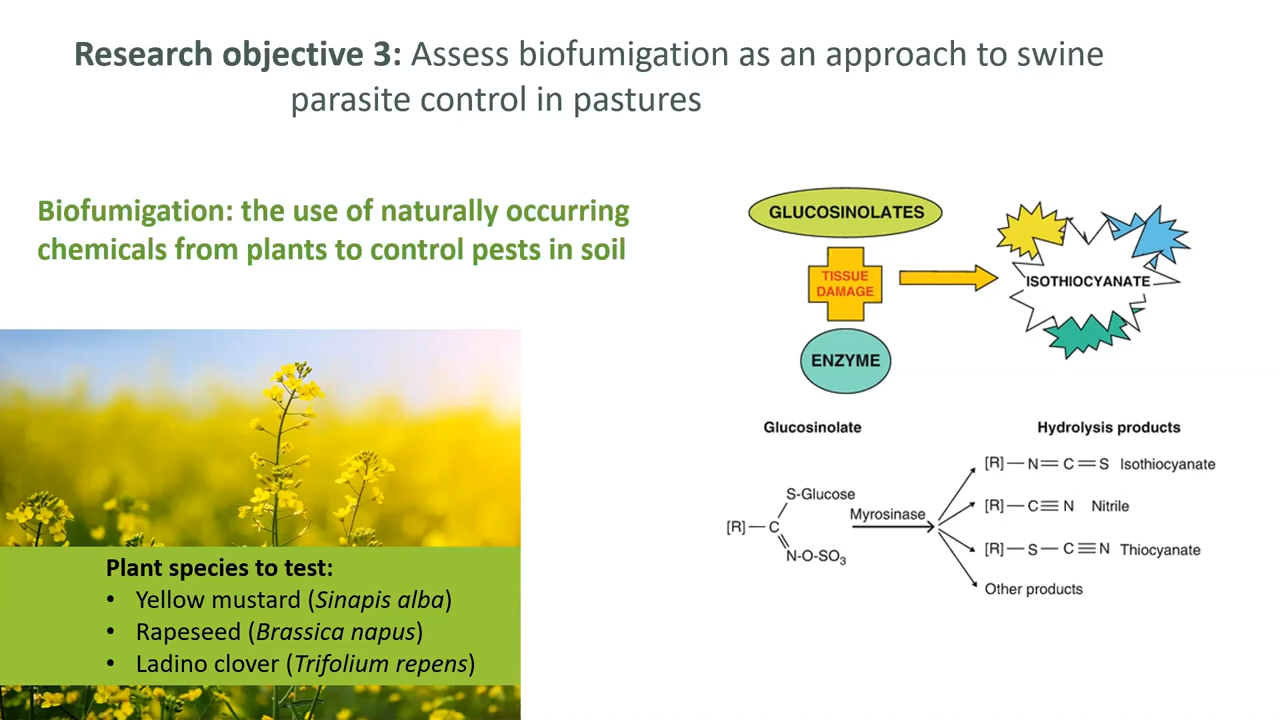 Research objective 3: Assess biofumigation as an approach to swine
parasite control in pastures
Biofumigation: the use of naturally occurring
chemicals from plants to control pests in soil
Plant species to test:
• Yellow mustard (Sinapis alba)
• Rapeseed (Brassica napus)
• Ladino clover (Trifolium repens)
GLUCOSINOLATES
TISSUE
DAMAGE
ENZYME
ISOTHIOCYANATE
Glucosinolate
Hydrolysis products
S-Glucose
[R]—C
N-O-SO₃
Myrosinase
[R]—N=C=S Isothiocyanate
[R]—C≡N Nitrile
[R]—S—C≡N Thiocyanate
Other products